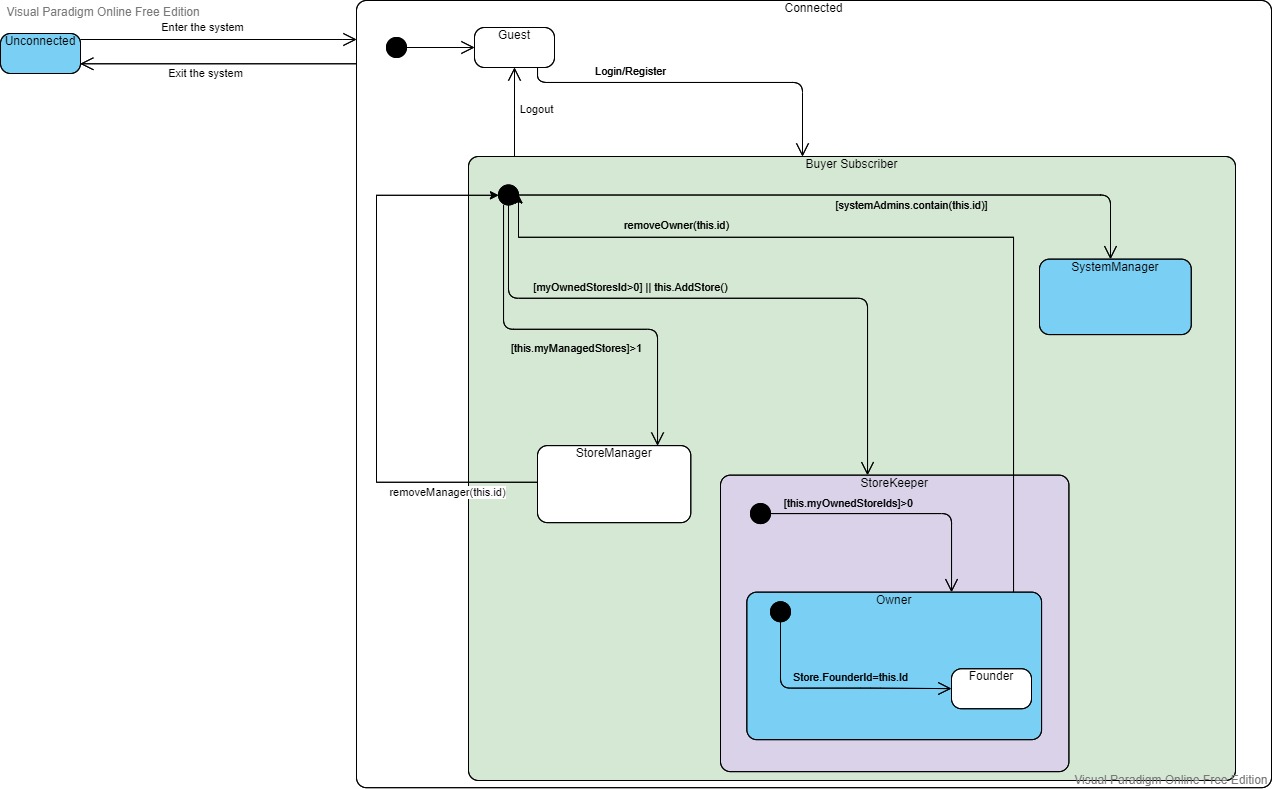 Visual Paradigm Online Free Edition
Connected
Enter the system
Unconnected
Guest
Exit the system
Login/Register
Logout
Buyer Subscriber
[systemAdmins.contain(this.id)]
removeOwner(this.id)
SystemManager
[myOwnedStoresId>0] || this.AddStore()
[this.myManagedStores]>1
StoreManager
StoreKeeper
removeManager(this.id)
[this.myOwnedStoreIds]>0
Owner
Store.FounderId=this.Id
Founder
Visual Paradigm Online Free Edition